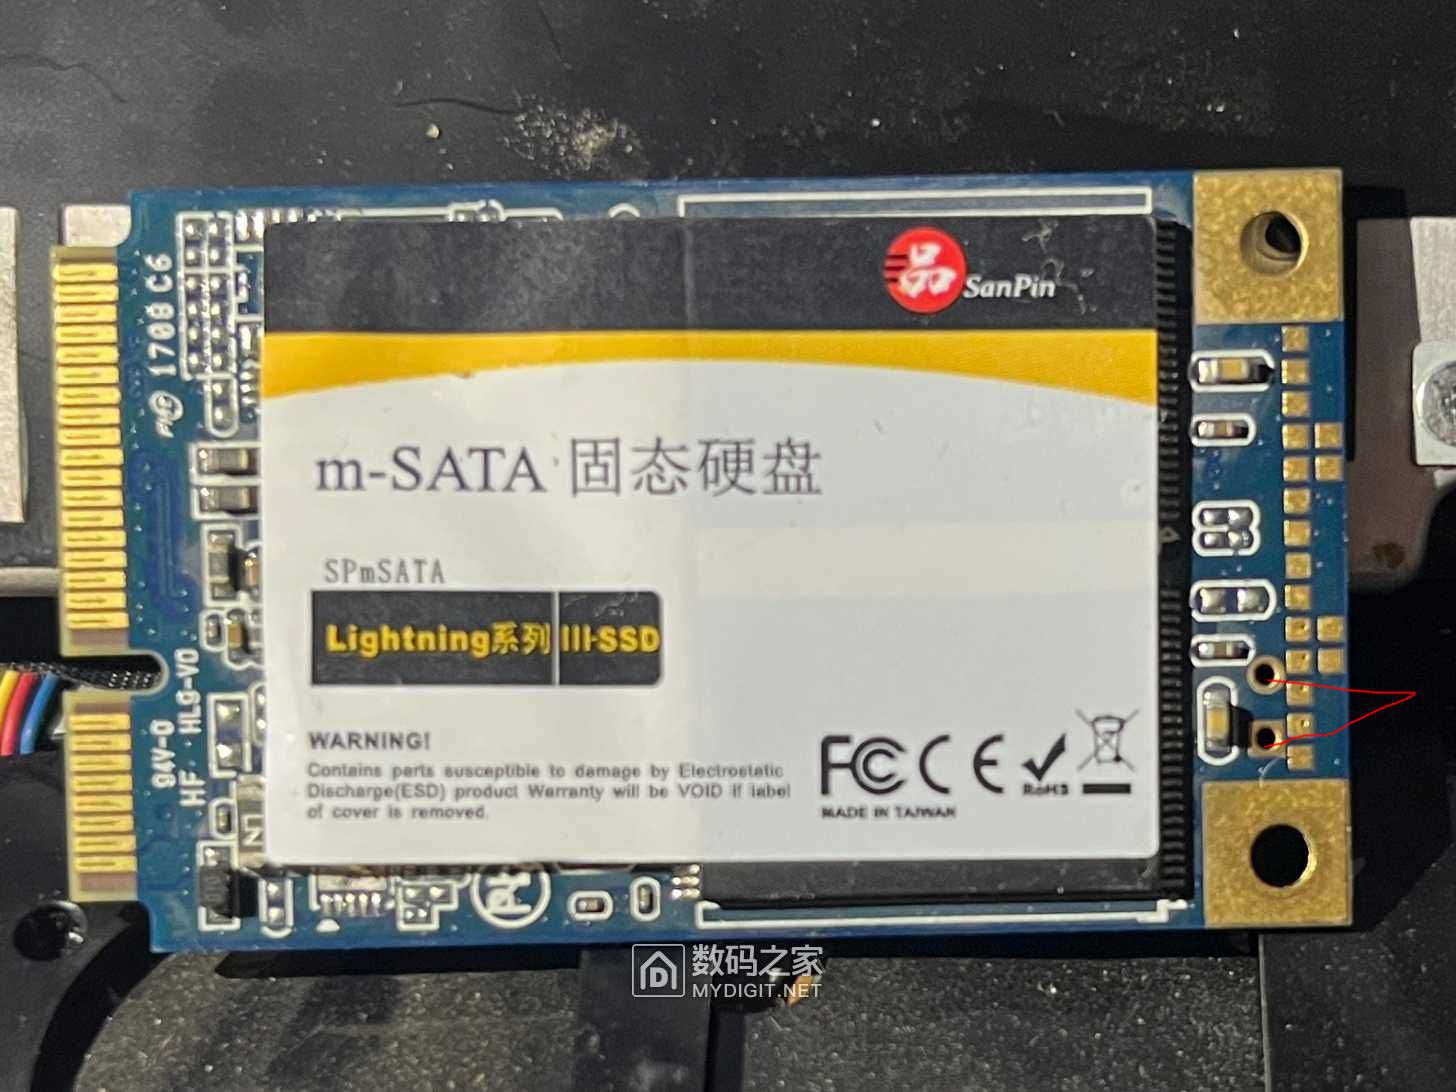 品 SanPin
1708 C6
m-SATA 固态硬盘
SPmSATA
Lightning系列 III-SSD
94V-0
HF HLG-V0
WARNING!
Contains parts susceptible to damage by Electrostatic
Discharge(ESD) product Warranty will be VOID if label
of cover is removed.
FC CE RoHS
MADE IN TAIWAN
数码之家
MYDIGIT.NET